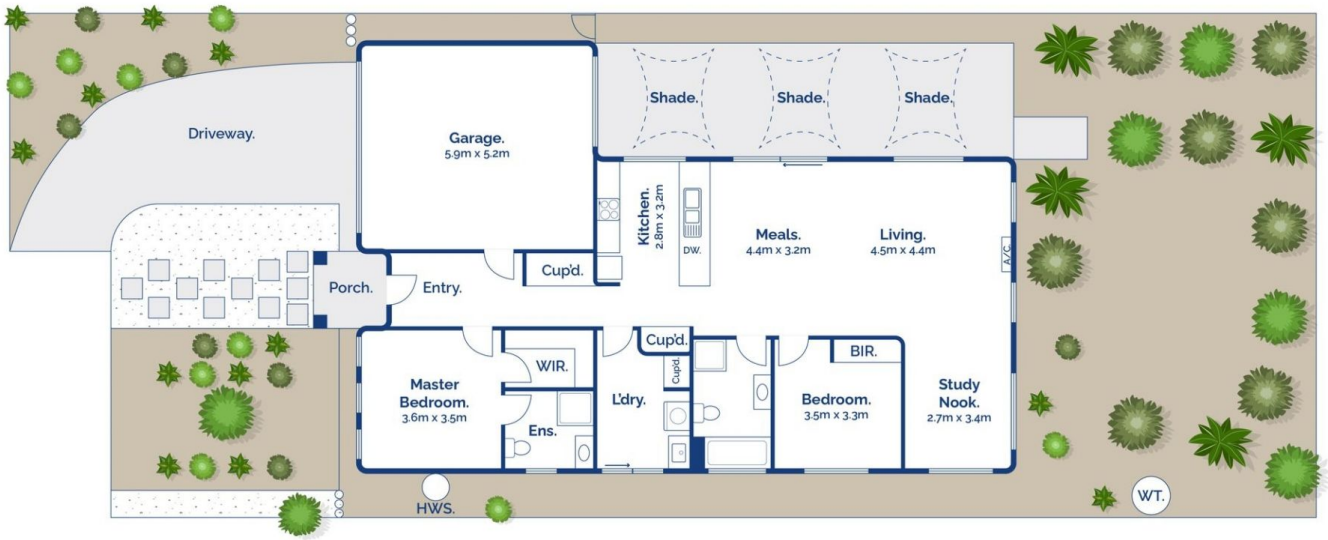 Driveway.
Garage.
5.9m x 5.2m
Shade.
Shade.
Shade.
Kitchen.
2.8m x 3.2m
DW.
Meals.
4.4m x 3.2m
Living.
4.5m x 4.4m
A/C.
Porch.
Entry.
Cup'd.
Cup'd.
Cup'd.
Master
Bedroom.
3.6m x 3.5m
WIR.
Ens.
L'dry.
BIR.
Bedroom.
3.5m x 3.3m
Study
Nook.
2.7m x 3.4m
HWS.
WT.